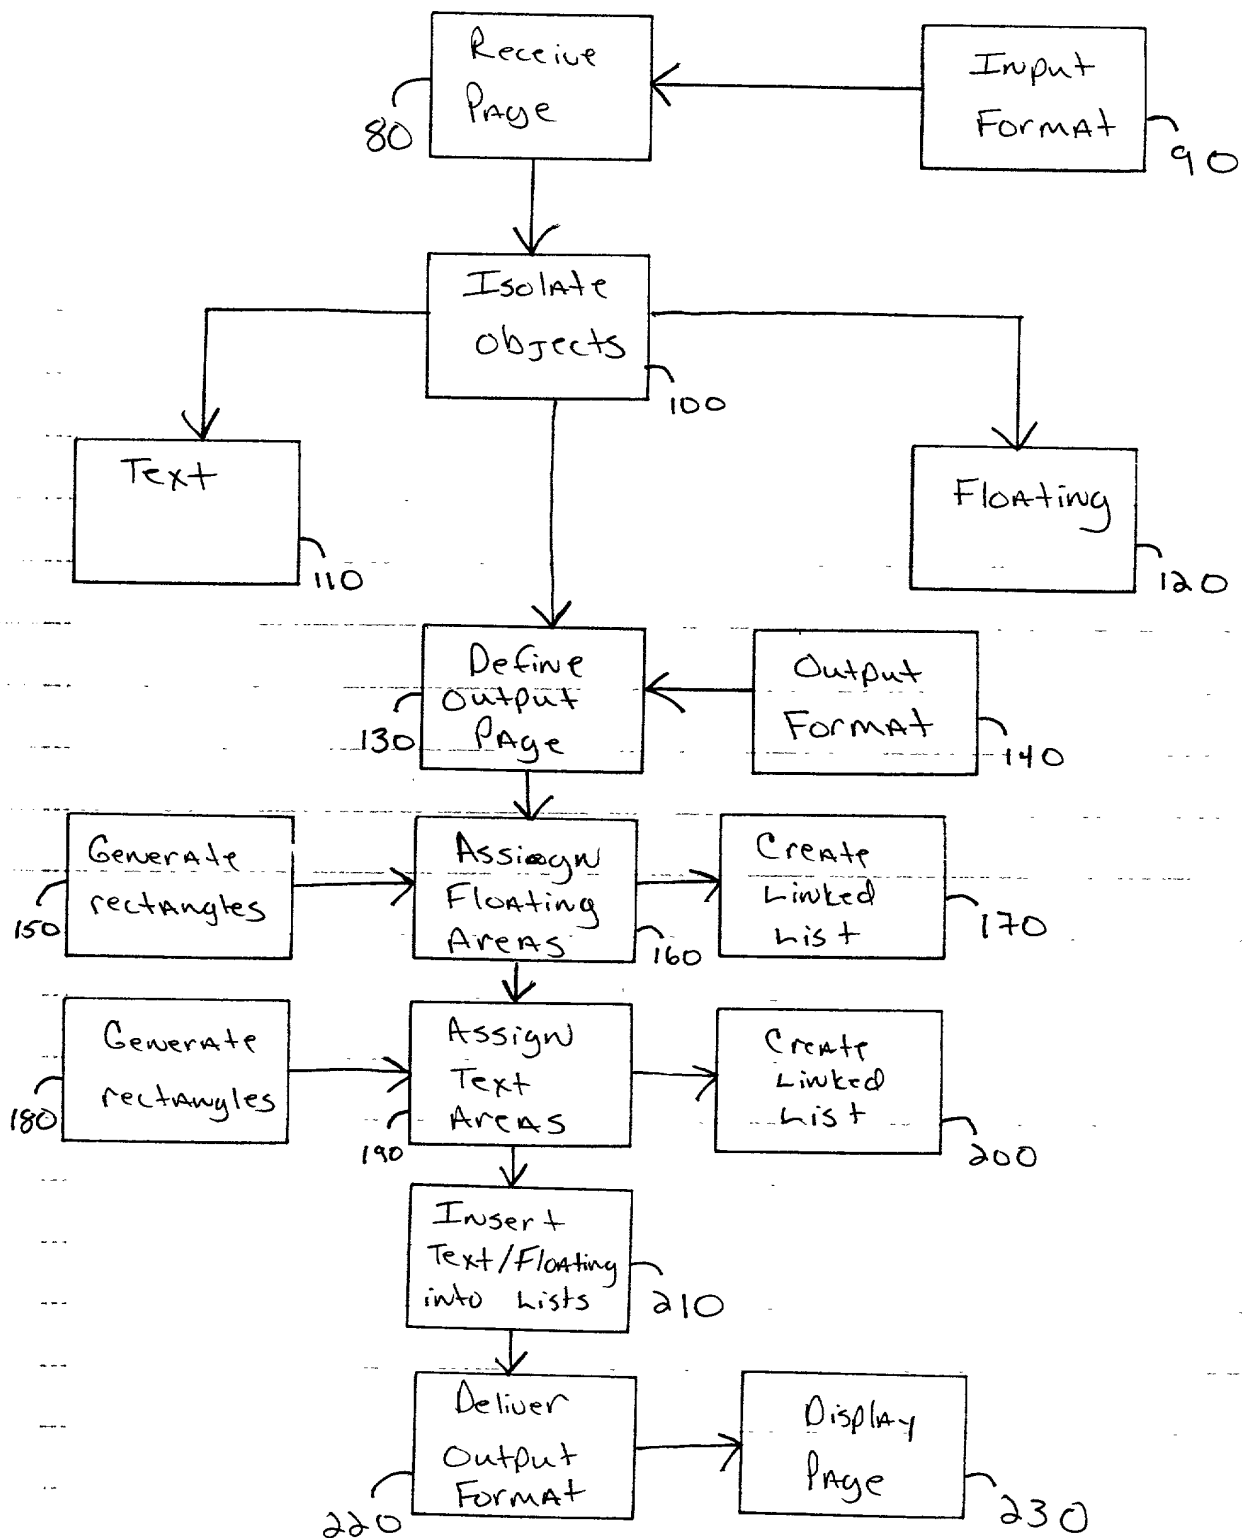 Receive
Page
80
Input
Format
90
Isolate
Objects
100
Text
110
Floating
120
Define
Output
Page
130
Output
Format
140
Generate
rectangles
150
Assign
Floating
Areas
160
Create
Linked
List
170
Generate
rectangles
180
Assign
Text
Areas
190
Create
Linked
List
200
Insert
Text/Floating
into Lists
210
Deliver
Output
Format
220
Display
Page
230